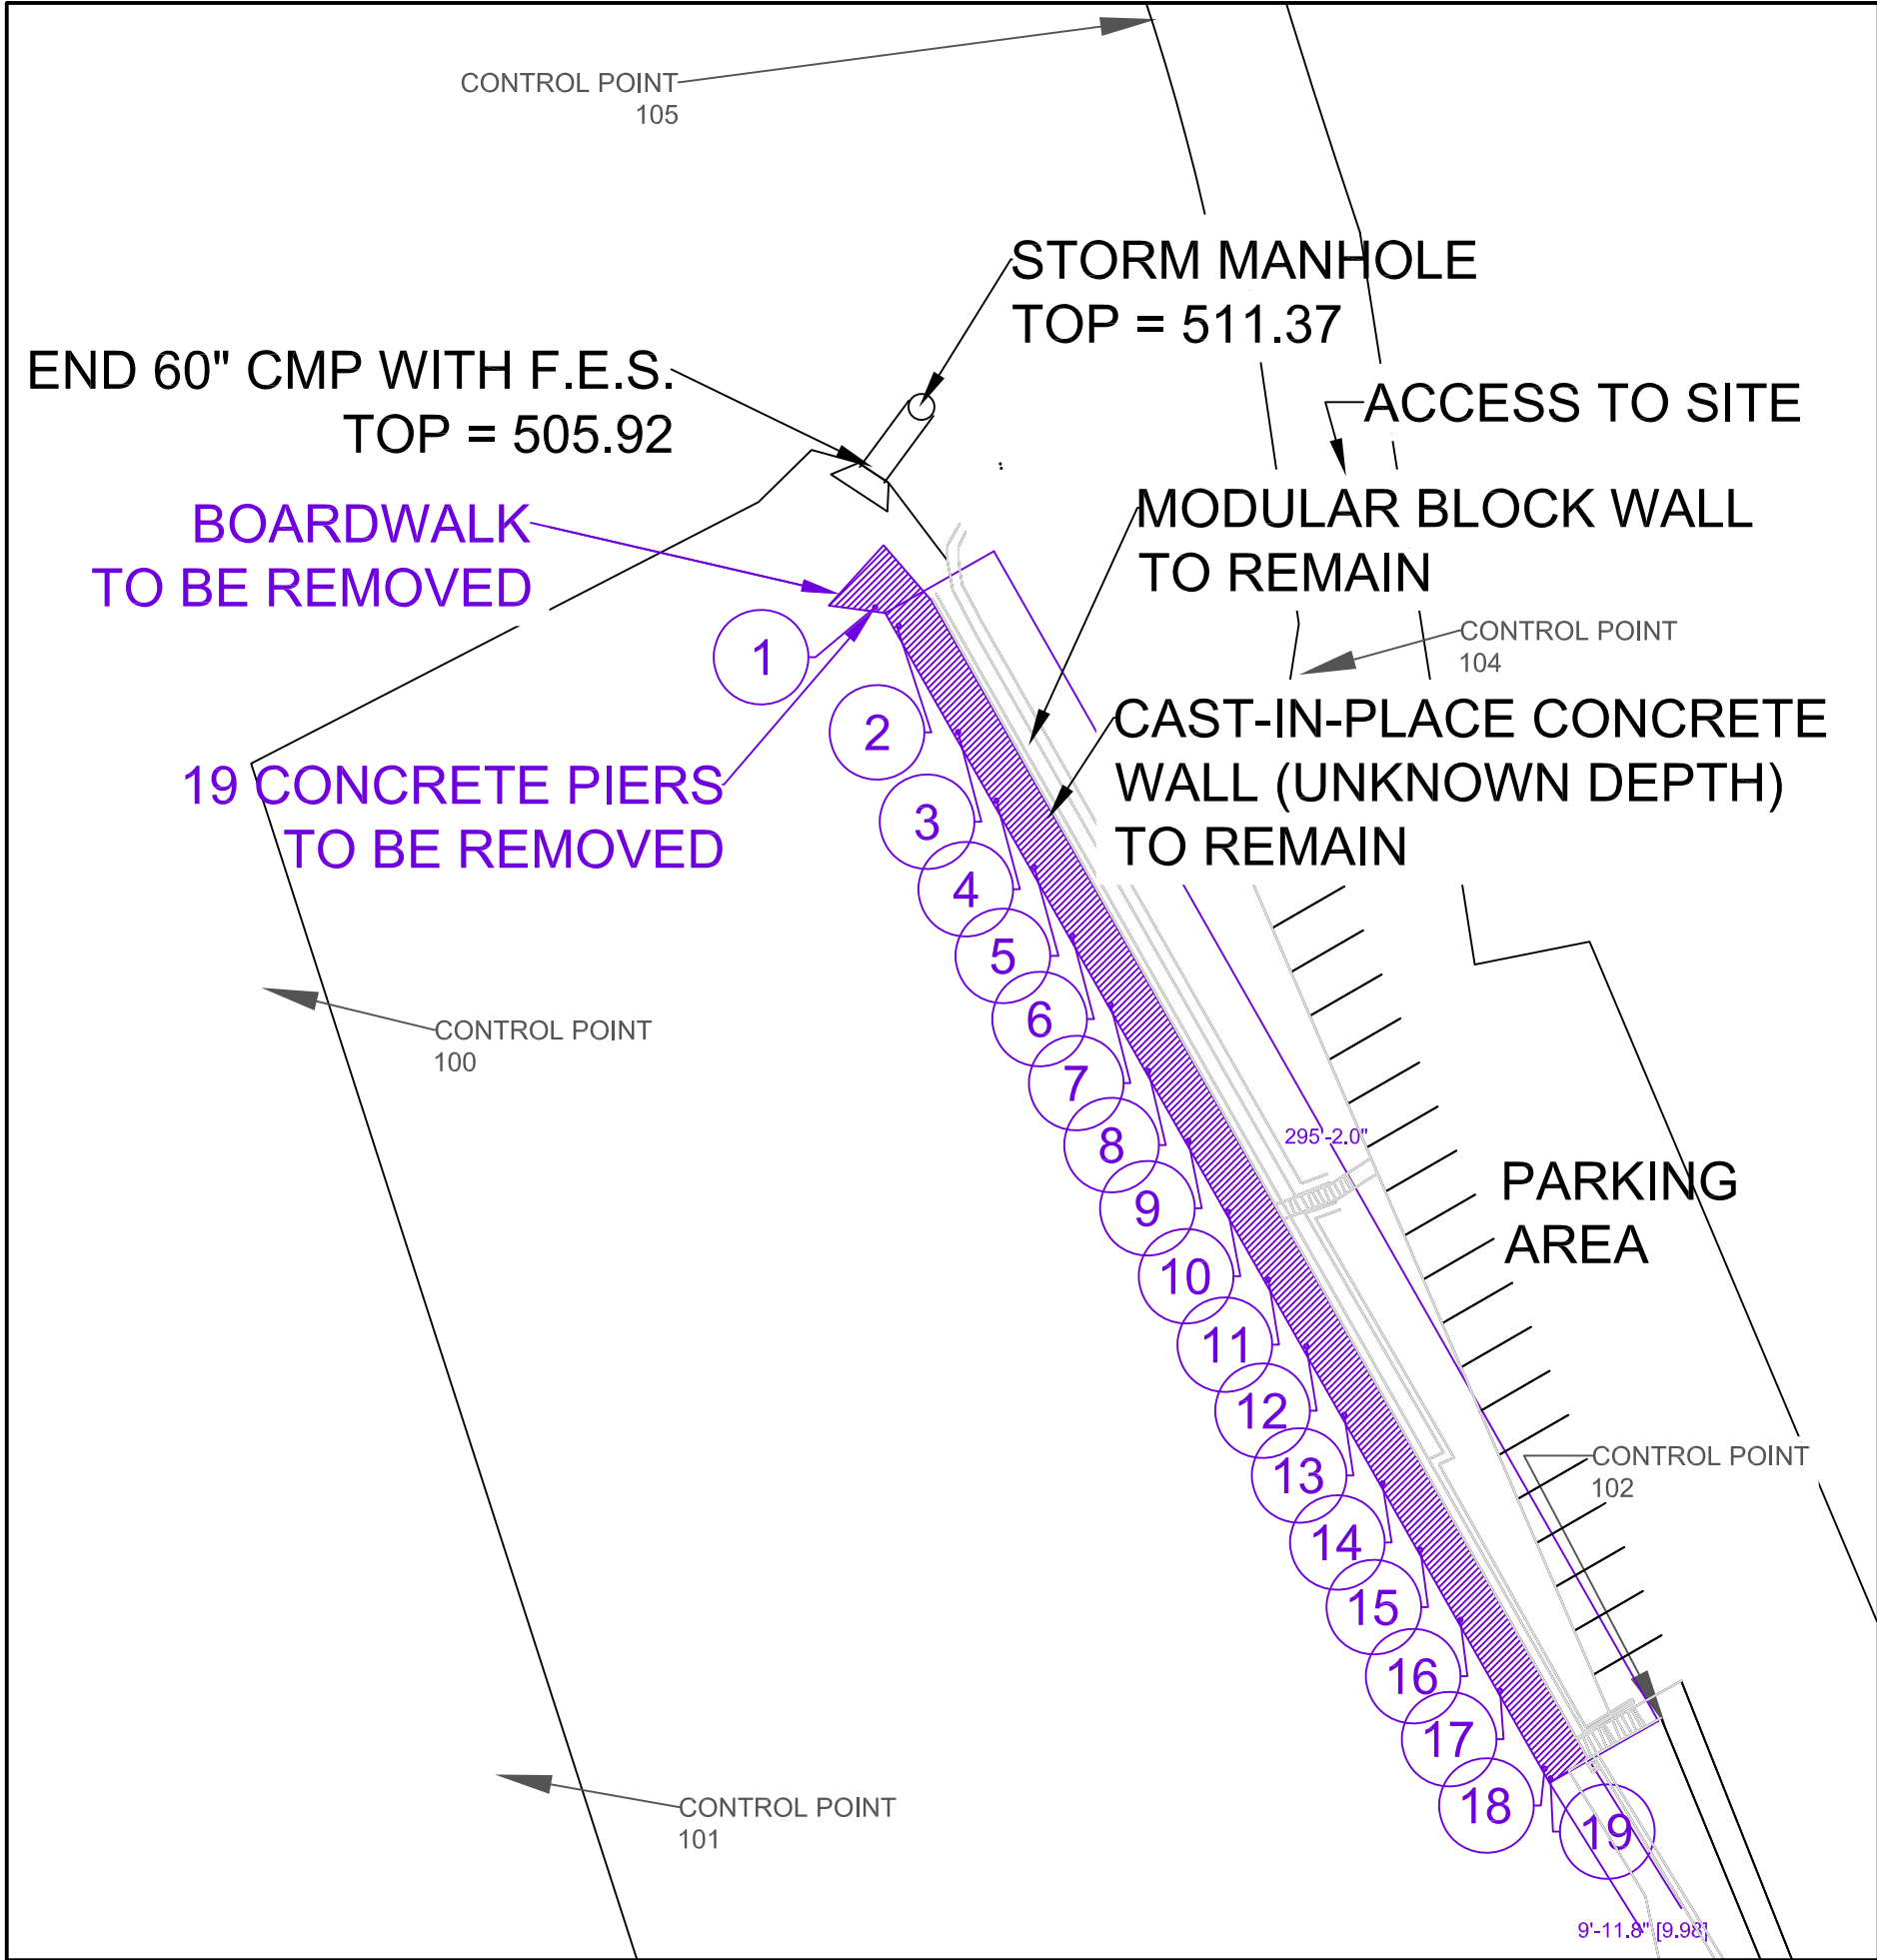 CONTROL POINT
105
STORM MANHOLE
TOP = 511.37
END 60" CMP WITH F.E.S.
TOP = 505.92
ACCESS TO SITE
BOARDWALK
TO BE REMOVED
MODULAR BLOCK WALL
TO REMAIN
CONTROL POINT
104
1
2
CAST-IN-PLACE CONCRETE
WALL (UNKNOWN DEPTH)
TO REMAIN
19 CONCRETE PIERS
TO BE REMOVED
3
4
5
6
CONTROL POINT
100
7
8
295'-2.0"
9
PARKING
AREA
10
11
12
13
CONTROL POINT
102
14
15
16
17
18
CONTROL POINT
101
19
9'-11.8" [9.98]